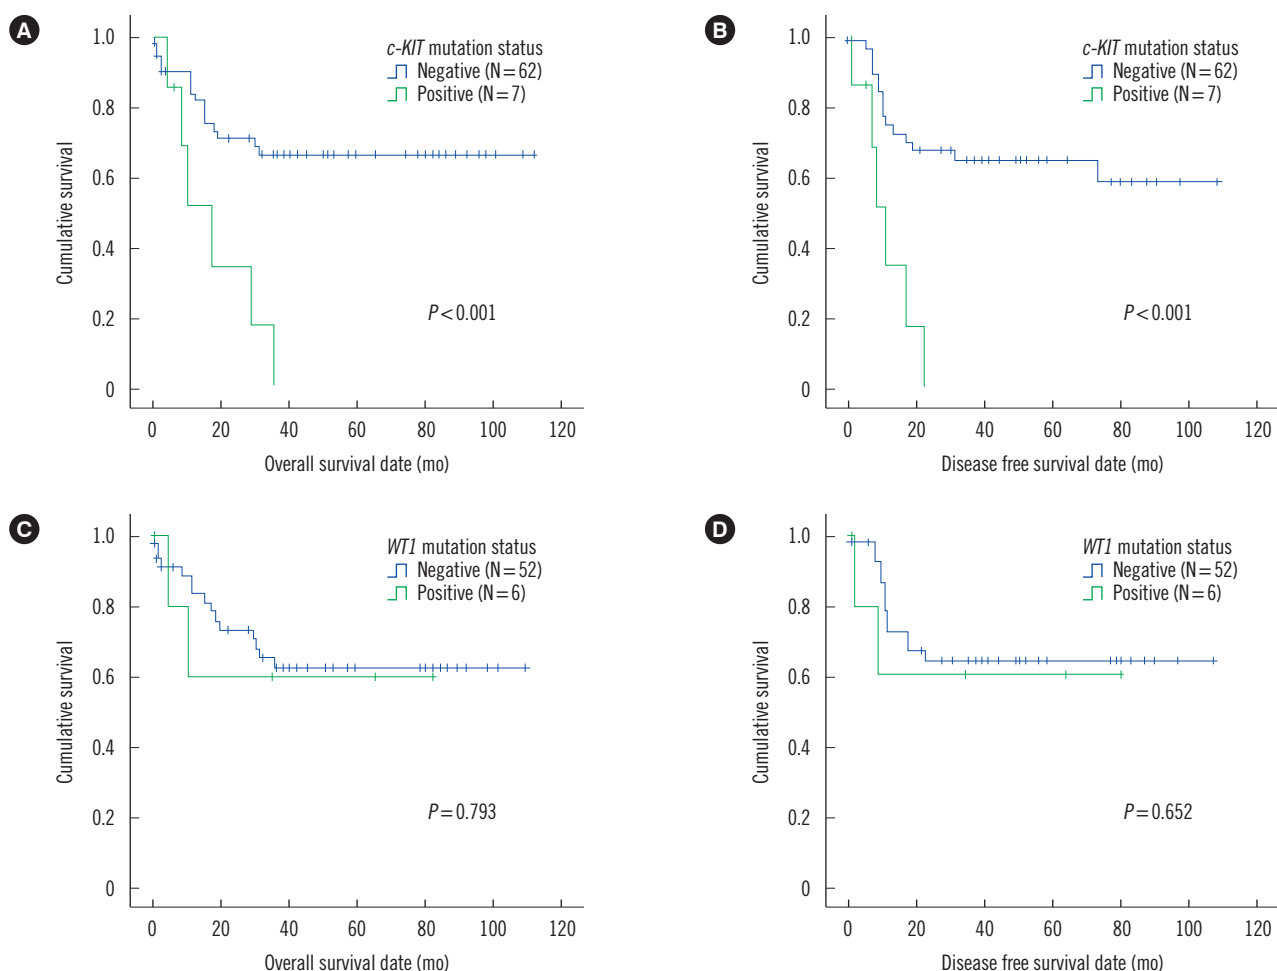 A
c-KIT mutation status
Negative (N=62)
Positive (N=7)
1.0
0.8
0.6
0.4
0.2
0
Cumulative survival
P<0.001
0 20 40 60 80 100 120
Overall survival date (mo)
B
c-KIT mutation status
Negative (N=62)
Positive (N=7)
1.0
0.8
0.6
0.4
0.2
0
Cumulative survival
P<0.001
0 20 40 60 80 100 120
Disease free survival date (mo)
C
WT1 mutation status
Negative (N=52)
Positive (N=6)
1.0
0.8
0.6
0.4
0.2
0
Cumulative survival
P=0.793
0 20 40 60 80 100 120
Overall survival date (mo)
D
WT1 mutation status
Negative (N=52)
Positive (N=6)
1.0
0.8
0.6
0.4
0.2
0
Cumulative survival
P=0.652
0 20 40 60 80 100 120
Disease free survival date (mo)